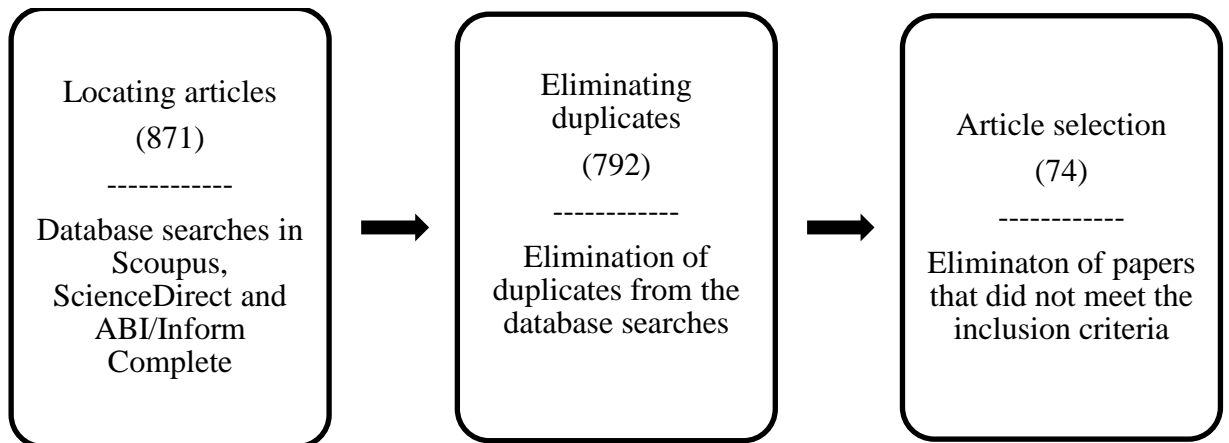 Locating articles
(871)
------------
Database searches in
Scoupus,
ScienceDirect and
ABI/Inform
Complete
Eliminating
duplicates
(792)
------------
Elimination of
duplicates from the
database searches
Article selection
(74)
------------
Eliminaton of papers
that did not meet the
inclusion criteria